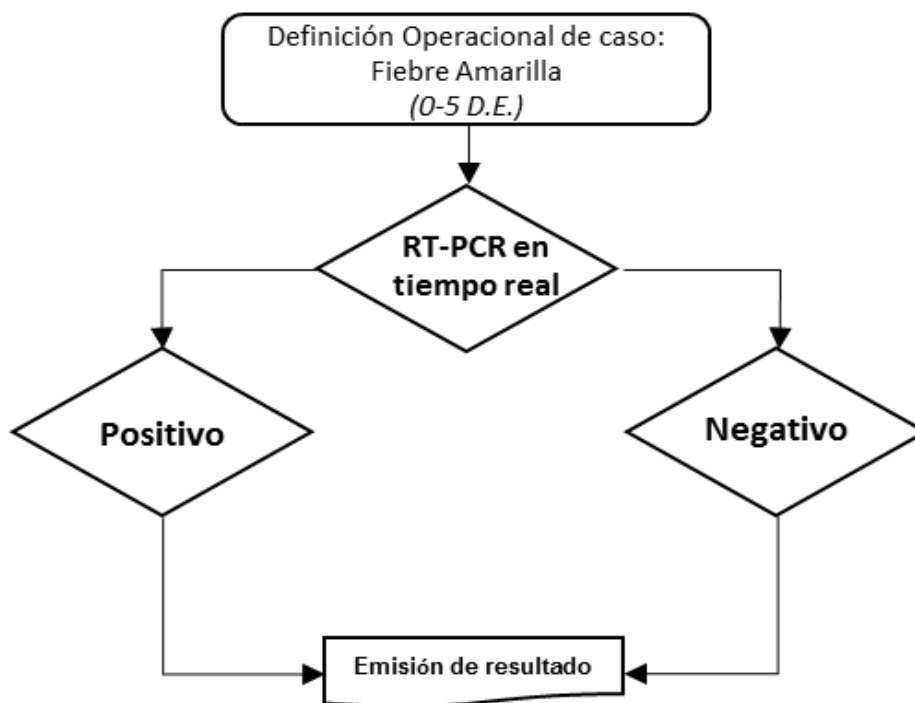 Definición Operacional de caso:
Fiebre Amarilla
(0-5 D.E.)
RT-PCR en
tiempo real
Positivo
Negativo
Emisión de resultado